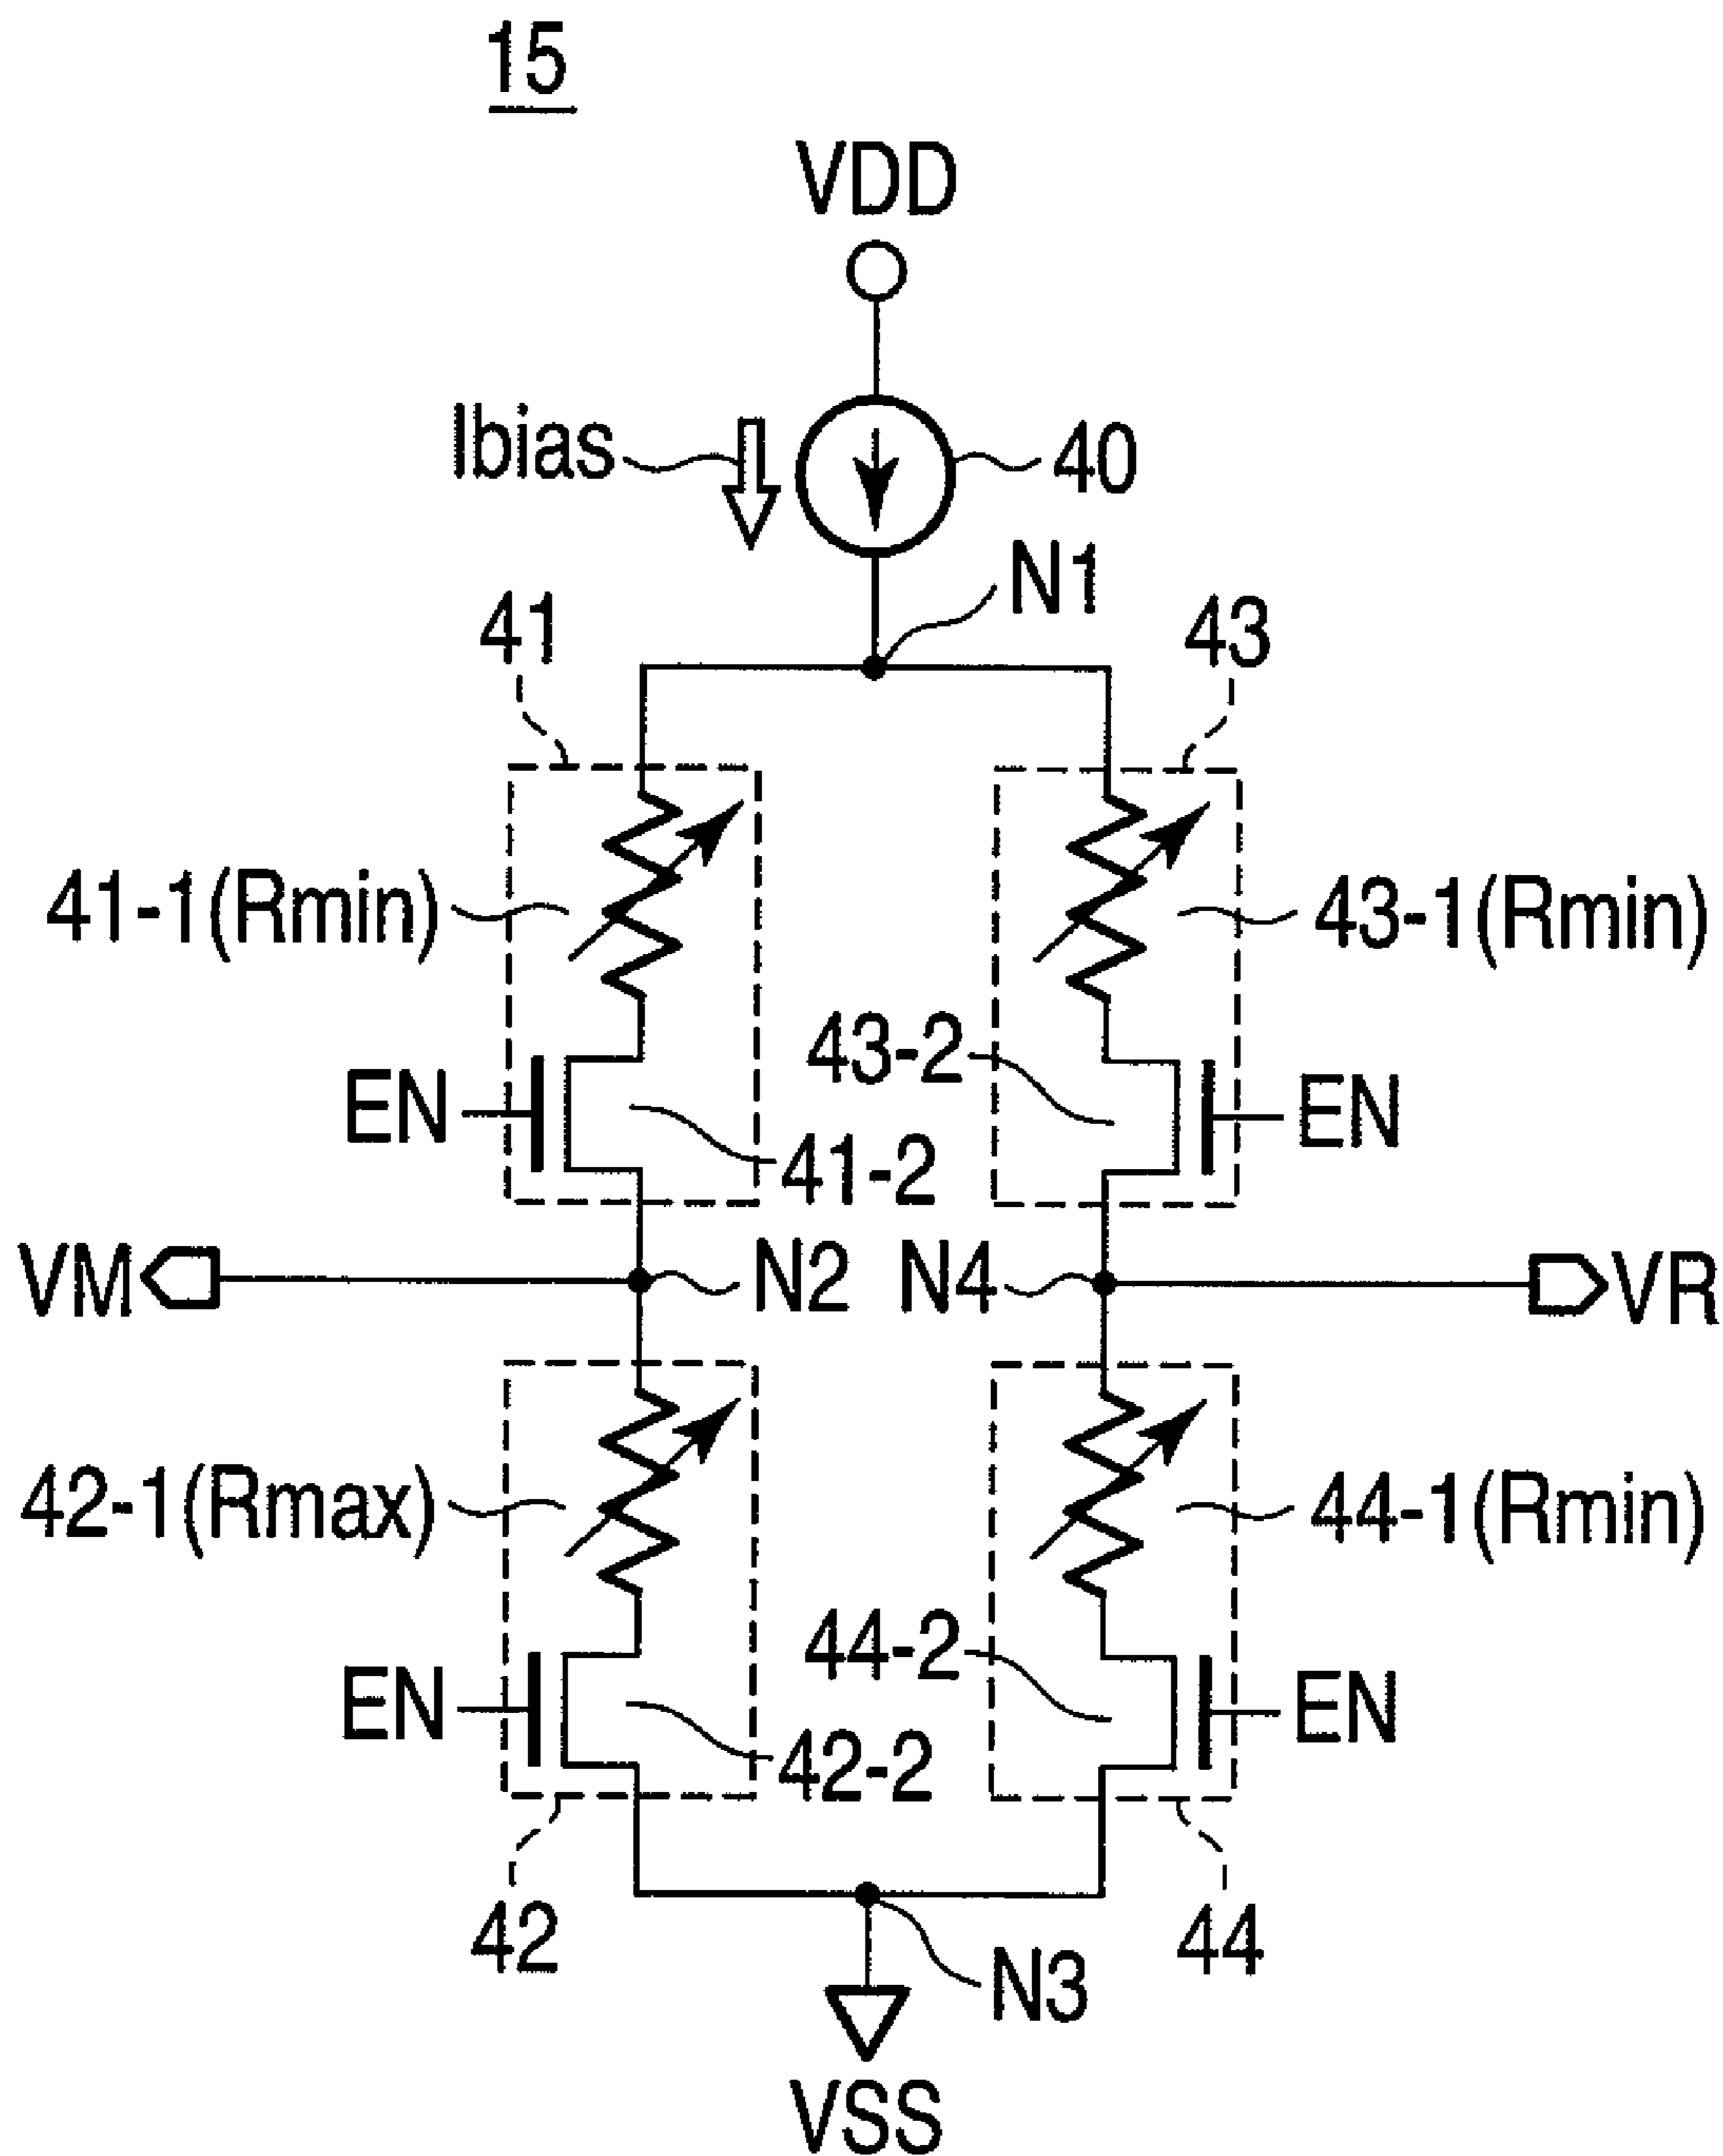 15
VDD
Ibias
40
N1
41
43
41-1(Rmin)
43-1(Rmin)
43-2
EN
EN
41-2
VM
N2
N4
VR
42-1(Rmax)
44-1(Rmin)
44-2
EN
EN
42-2
42
44
N3
VSS